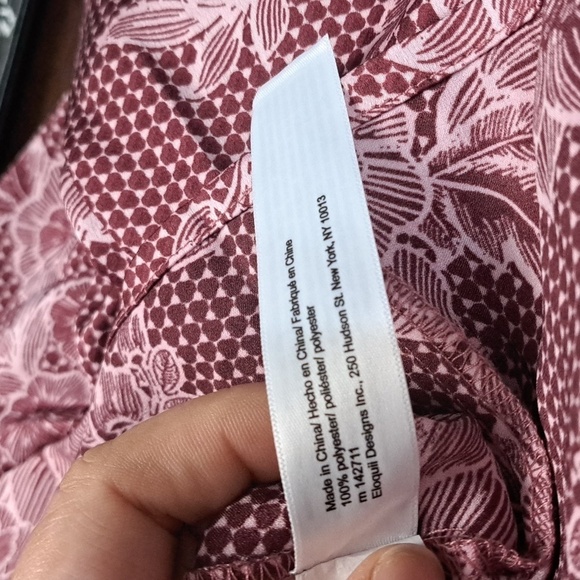 Made in China/ Hecho en China/ Fabriqué en Chine
100% polyester/ poliéster/ polyester
m 142711
Eloquii Designs Inc., 250 Hudson St. New York, NY 10013